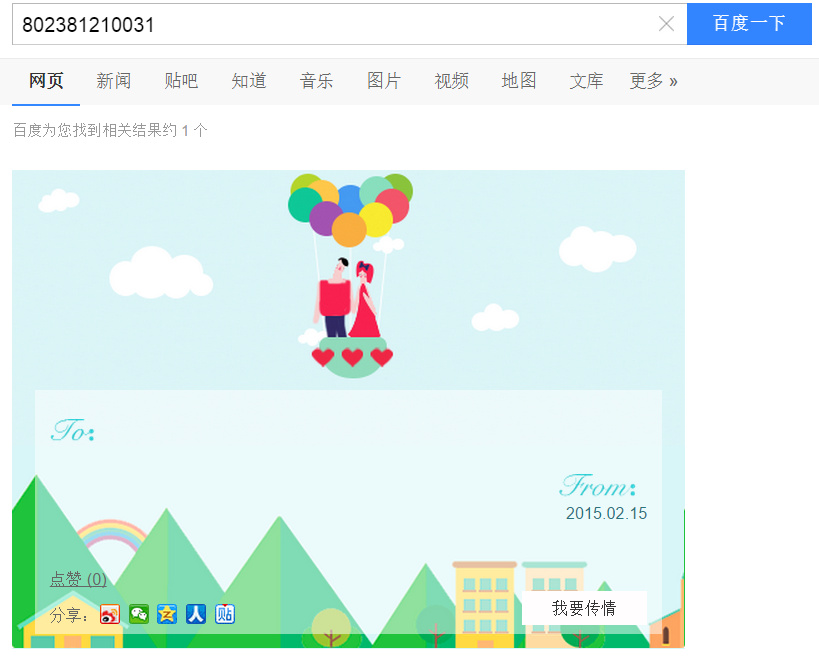 802381210031 百度一下
网页 新闻 贴吧 知道 音乐 图片 视频 地图 文库 更多 »
百度为您找到相关结果约 1 个
To:
From:
2015.02.15
点赞 (0)
分享： 人 贴
我要传情